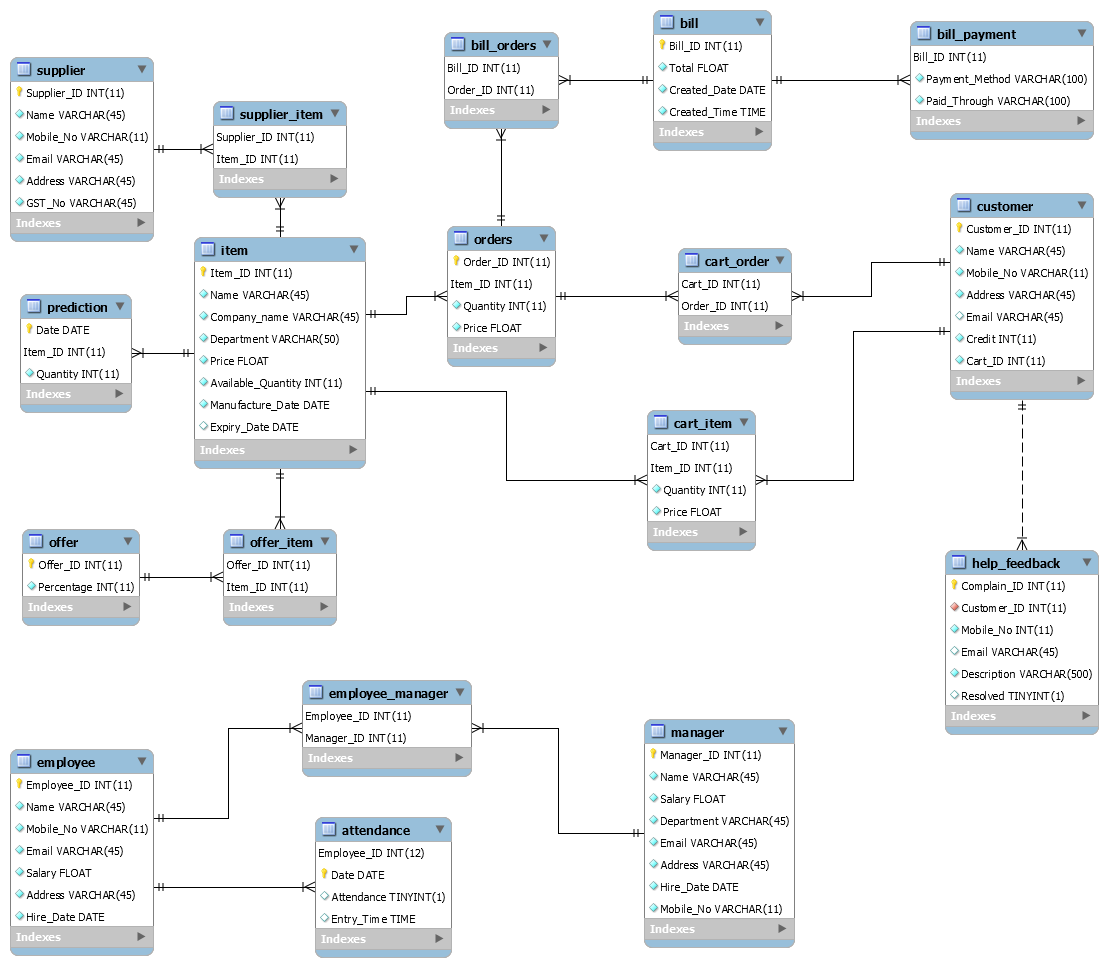 supplier
Supplier_ID INT(11)
Name VARCHAR(45)
Mobile_No VARCHAR(11)
Email VARCHAR(45)
Address VARCHAR(45)
GST_No VARCHAR(45)
Indexes
supplier_item
Supplier_ID INT(11)
Item_ID INT(11)
Indexes
bill_orders
Bill_ID INT(11)
Order_ID INT(11)
Indexes
bill
Bill_ID INT(11)
Total FLOAT
Created_Date DATE
Created_Time TIME
Indexes
bill_payment
Bill_ID INT(11)
Payment_Method VARCHAR(100)
Paid_Through VARCHAR(100)
Indexes
item
Item_ID INT(11)
Name VARCHAR(45)
Company_name VARCHAR(45)
Department VARCHAR(50)
Price FLOAT
Available_Quantity INT(11)
Manufacture_Date DATE
Expiry_Date DATE
Indexes
prediction
Date DATE
Item_ID INT(11)
Quantity INT(11)
Indexes
orders
Order_ID INT(11)
Item_ID INT(11)
Quantity INT(11)
Price FLOAT
Indexes
cart_order
Cart_ID INT(11)
Order_ID INT(11)
Indexes
customer
Customer_ID INT(11)
Name VARCHAR(45)
Mobile_No VARCHAR(11)
Address VARCHAR(45)
Email VARCHAR(45)
Credit INT(11)
Cart_ID INT(11)
Indexes
cart_item
Cart_ID INT(11)
Item_ID INT(11)
Quantity INT(11)
Price FLOAT
Indexes
offer
Offer_ID INT(11)
Percentage INT(11)
Indexes
offer_item
Offer_ID INT(11)
Item_ID INT(11)
Indexes
help_feedback
Complain_ID INT(11)
Customer_ID INT(11)
Mobile_No INT(11)
Email VARCHAR(45)
Description VARCHAR(500)
Resolved TINYINT(1)
Indexes
employee_manager
Employee_ID INT(11)
Manager_ID INT(11)
Indexes
employee
Employee_ID INT(11)
Name VARCHAR(45)
Mobile_No VARCHAR(11)
Email VARCHAR(45)
Salary FLOAT
Address VARCHAR(45)
Hire_Date DATE
Indexes
attendance
Employee_ID INT(12)
Date DATE
Attendance TINYINT(1)
Entry_Time TIME
Indexes
manager
Manager_ID INT(11)
Name VARCHAR(45)
Salary FLOAT
Department VARCHAR(45)
Email VARCHAR(45)
Address VARCHAR(45)
Hire_Date DATE
Mobile_No VARCHAR(11)
Indexes